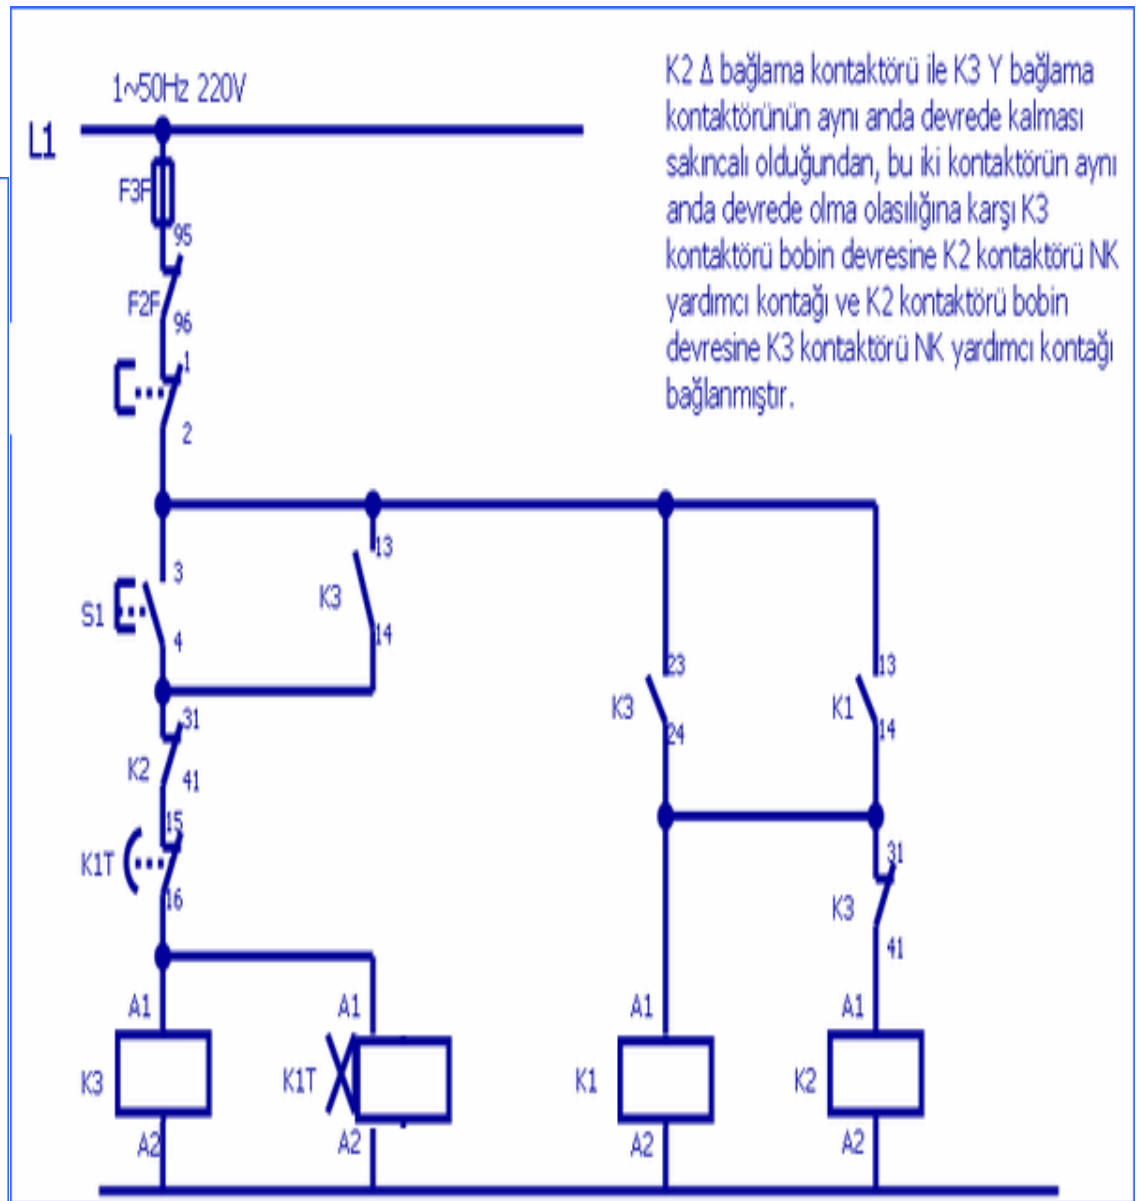 1~50Hz 220V
L1
K2 Δ bağlama kontaktörü ile K3 Y bağlama
kontaktörünün aynı anda devrede kalması
sakıncalı olduğundan, bu iki kontaktörün aynı
anda devrede olma olasılığına karşı K3
kontaktörü bobin devresine K2 kontaktörü NK
yardımcı kontağı ve K2 kontaktörü bobin
devresine K3 kontaktörü NK yardımcı kontağı
bağlanmıştır.
F3F
95
F2F
96
1
2
3
S1
4
13
K3
14
31
K2
41
15
K1T
16
23
K3
24
13
K1
14
31
K3
41
A1
K3
A2
A1
K1T
A2
A1
K1
A2
A1
K2
A2